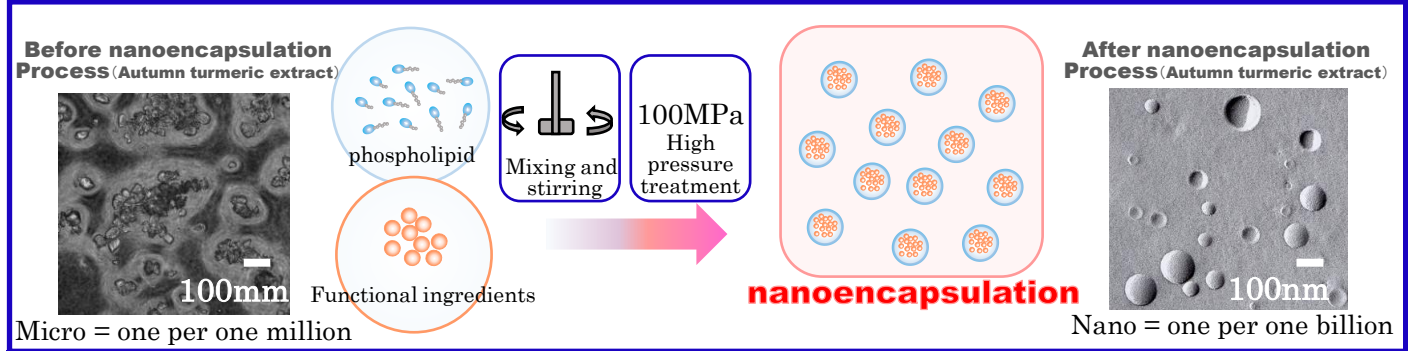 Before nanoencapsulation
Process(Autumn turmeric extract)
100mm
Micro = one per one million
phospholipid
Functional ingredients
Mixing and
stirring
100MPa
High
pressure
treatment
nanoencapsulation
After nanoencapsulation
Process(Autumn turmeric extract)
100nm
Nano = one per one billion